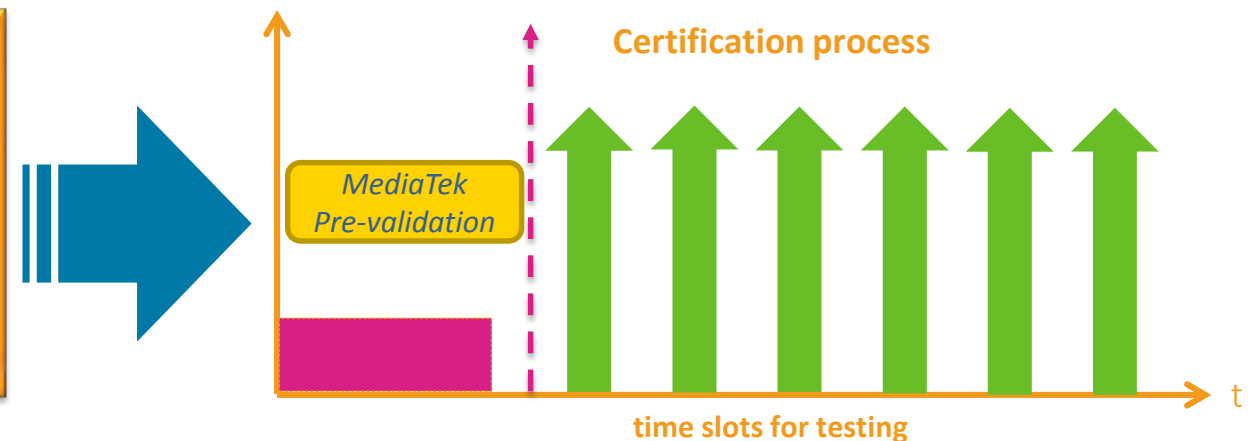 Certification process
MediaTek
Pre-validation
t
time slots for testing